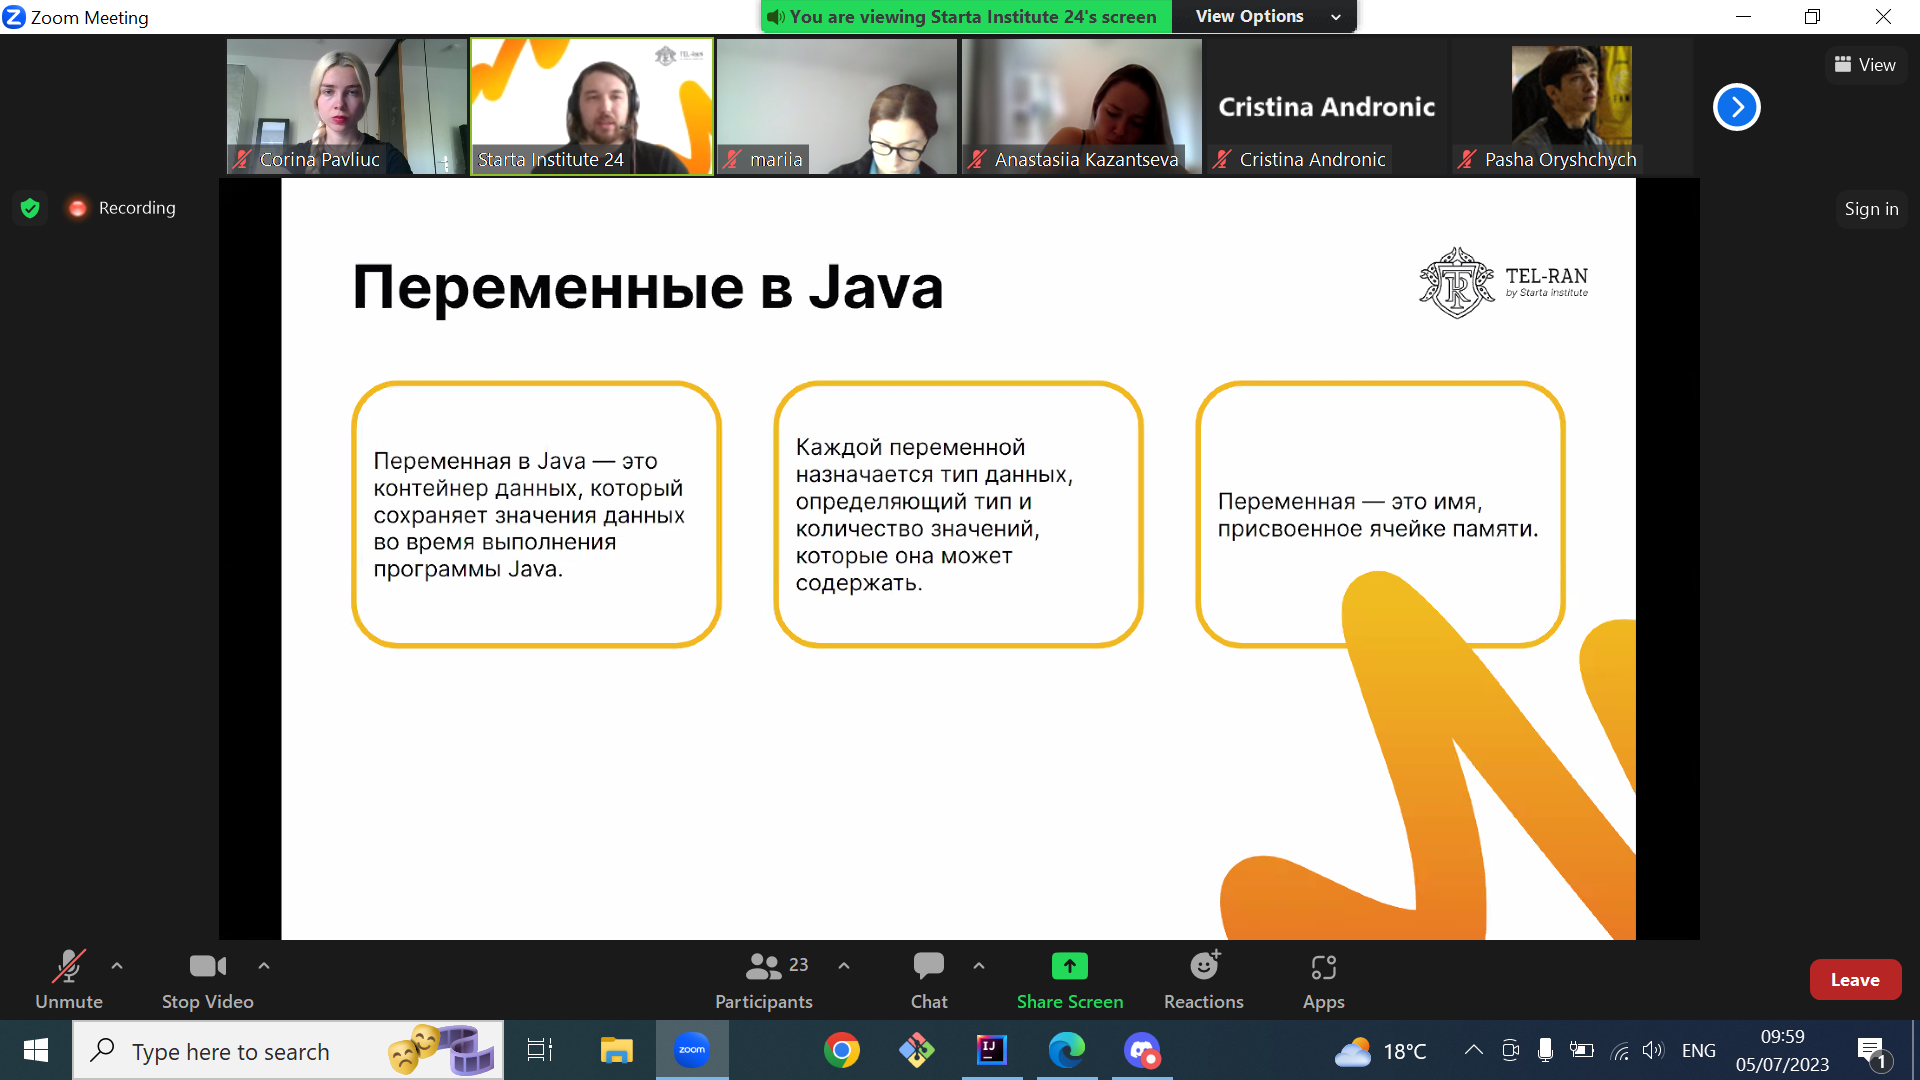 Zoom Meeting
You are viewing Starta Institute 24's screen
View Options
TEL-RAN
Cristina Andronic
Corina Pavliuc
Starta Institute 24
mariia
Anastasiia Kazantseva
Cristina Andronic
Pasha Oryshchych
View
Recording
Sign in
Переменные в Java
TEL-RAN
by Starta Institute
Переменная в Java — это
контейнер данных, который
сохраняет значения данных
во время выполнения
программы Java.
Каждой переменной
назначается тип данных,
определяющий тип и
количество значений,
которые она может
содержать.
Переменная — это имя,
присвоенное ячейке памяти.
Unmute
Stop Video
23
Participants
Chat
Share Screen
Reactions
Apps
Leave
Type here to search
zoom
IJ
18°C
ENG
09:59
05/07/2023
1